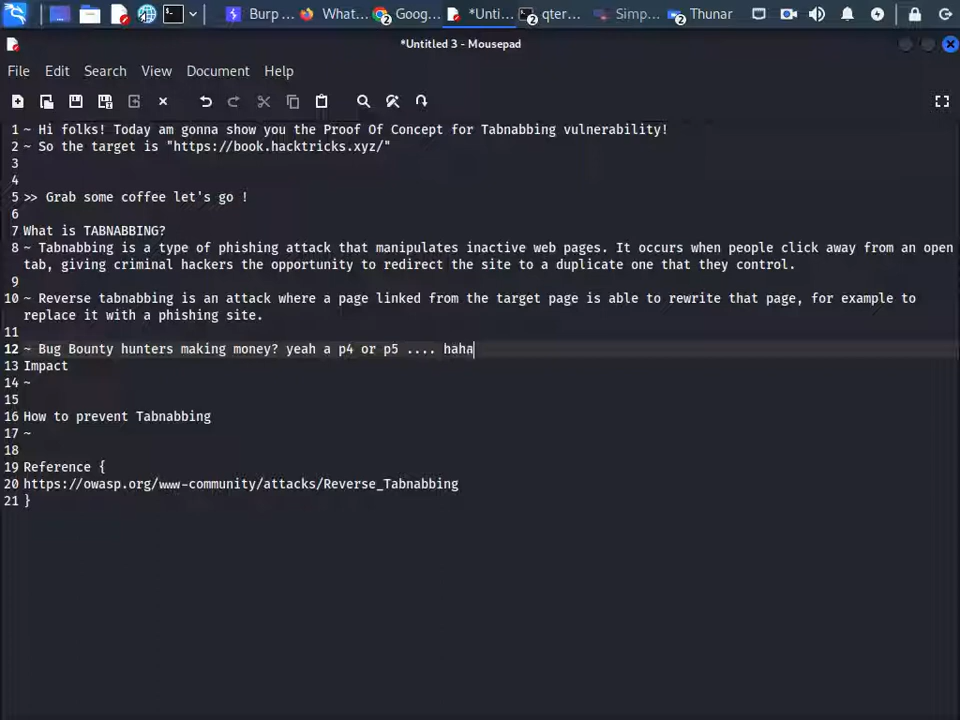 Burp ...
What...
Goog...
*Unti...
qter...
Simp...
Thunar
*Untitled 3 - Mousepad
File Edit Search View Document Help
1 ~ Hi folks! Today am gonna show you the Proof Of Concept for Tabnabbing vulnerability!
2 ~ So the target is "https://book.hacktricks.xyz/"
3
4
5 >> Grab some coffee let's go !
6
7 What is TABNABBING?
8 ~ Tabnabbing is a type of phishing attack that manipulates inactive web pages. It occurs when people click away from an open
tab, giving criminal hackers the opportunity to redirect the site to a duplicate one that they control.
9
10 ~ Reverse tabnabbing is an attack where a page linked from the target page is able to rewrite that page, for example to
replace it with a phishing site.
11
12 ~ Bug Bounty hunters making money? yeah a p4 or p5 .... haha
13 Impact
14 ~
15
16 How to prevent Tabnabbing
17 ~
18
19 Reference {
20 https://owasp.org/www-community/attacks/Reverse_Tabnabbing
21 }